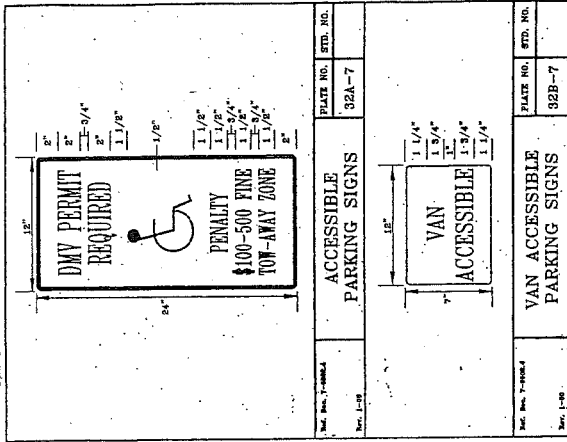 12"
DMV PERMIT
REQUIRED
PENALTY
$100-500 FINE
TOW-AWAY ZONE
24"
2"
2"
3/4"
2"
1 1/2"
1/2"
1 1/2"
1 1/2"
3/4"
1 1/2"
3/4"
1 1/2"
2"
ACCESSIBLE
PARKING SIGNS
PLATE NO.
32A-7
STD. NO.
12"
VAN
ACCESSIBLE
7"
1 1/4"
1 3/4"
1"
1 3/4"
1 1/4"
VAN ACCESSIBLE
PARKING SIGNS
PLATE NO.
32B-7
STD. NO.